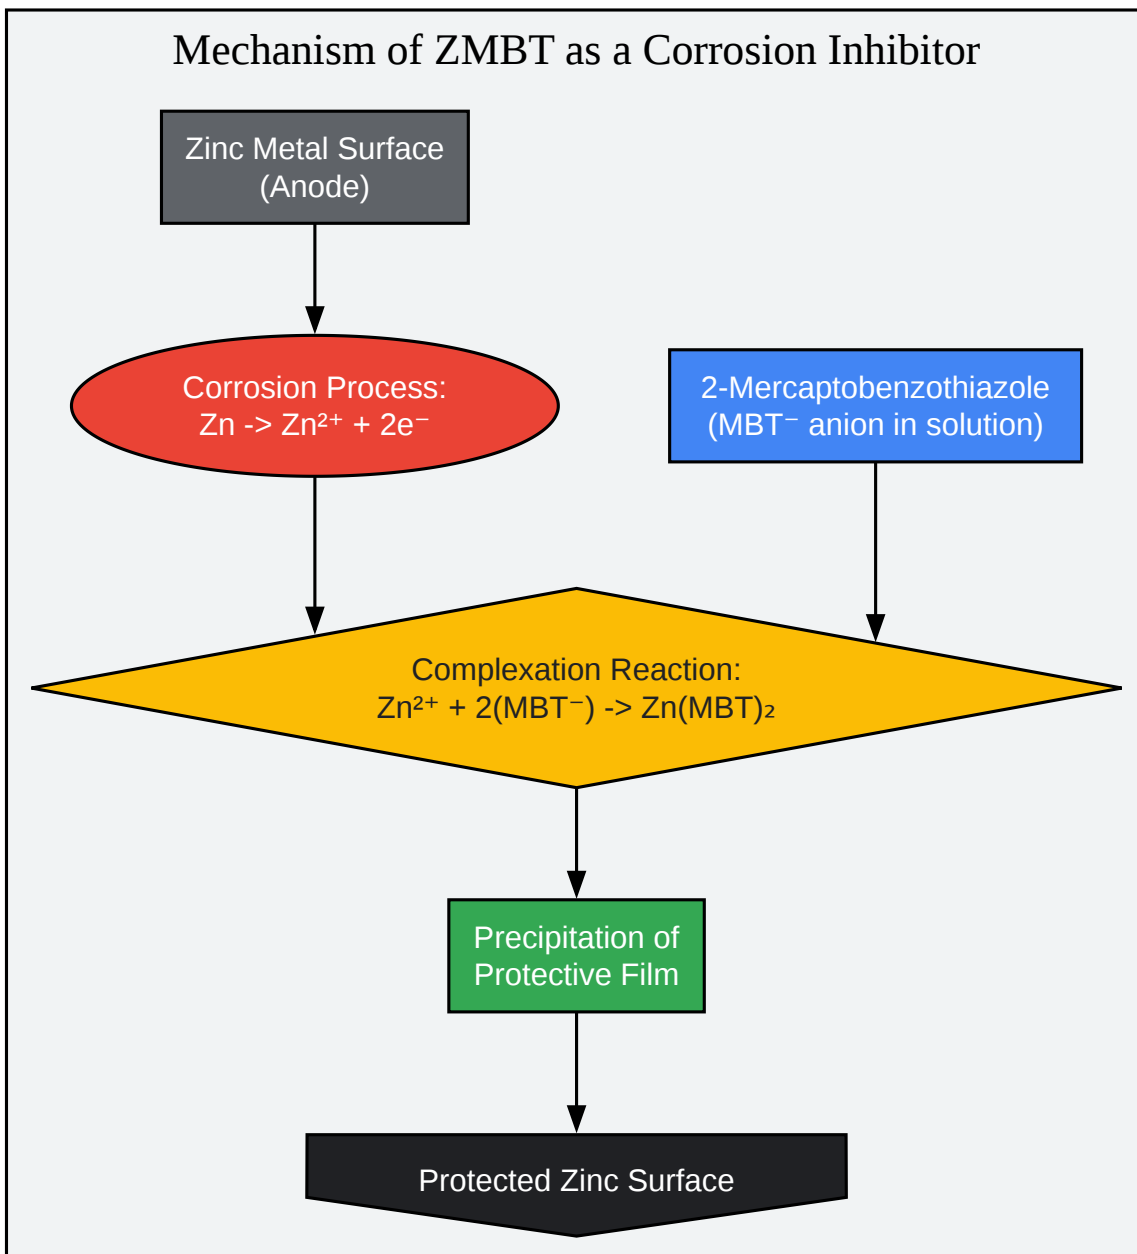 Mechanism of ZMBT as a Corrosion Inhibitor
Zinc Metal Surface
(Anode)
Corrosion Process:
Zn -> Zn²⁺ + 2e⁻
2-Mercaptobenzothiazole
(MBT⁻ anion in solution)
Complexation Reaction:
Zn²⁺ + 2(MBT⁻) -> Zn(MBT)₂
Precipitation of
Protective Film
Protected Zinc Surface